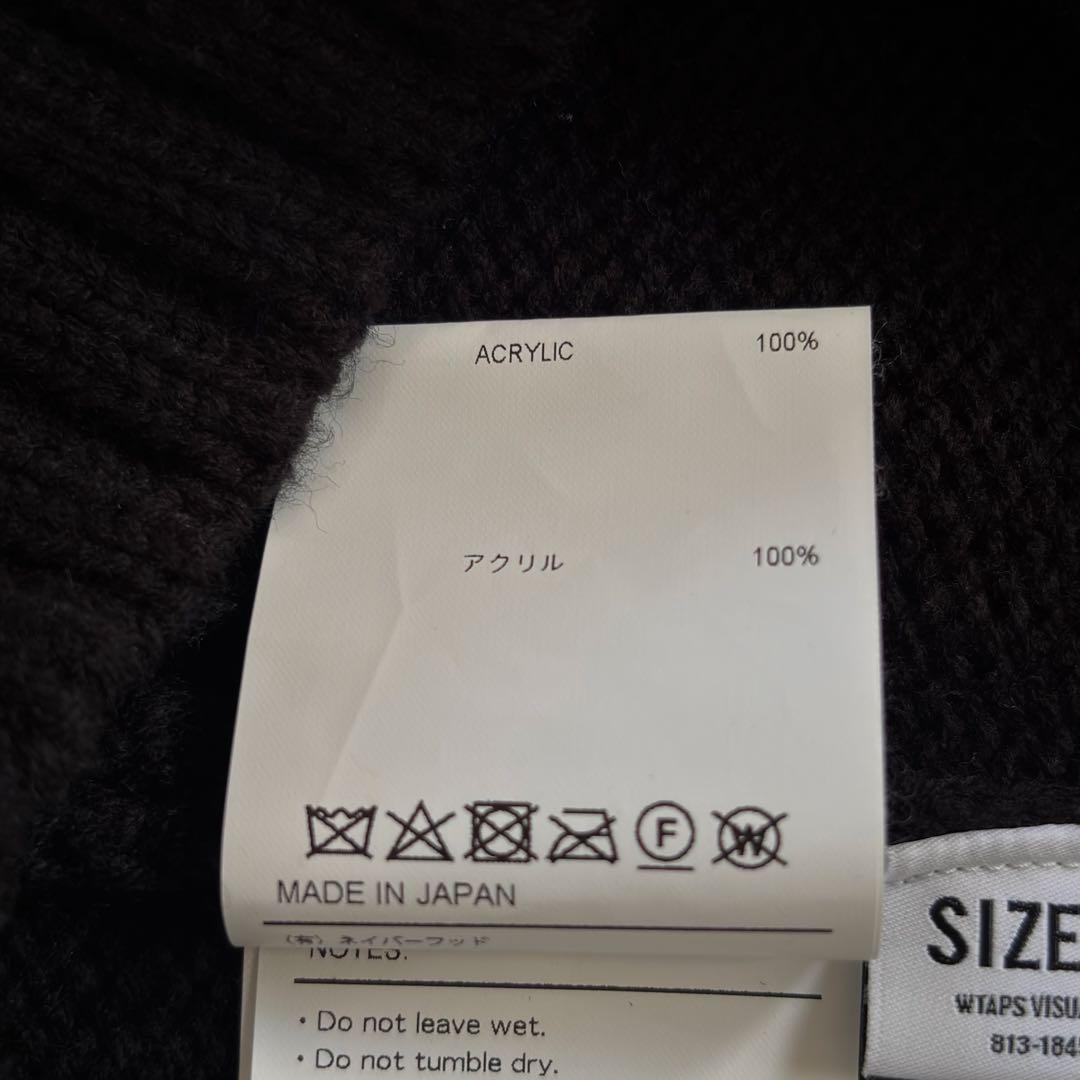 ACRYLIC 100%
アクリル 100%
F W
MADE IN JAPAN
(有) ネイバーフッド
NOTES:
・Do not leave wet.
・Do not tumble dry.
SIZE
WTAPS VISUA
813-184